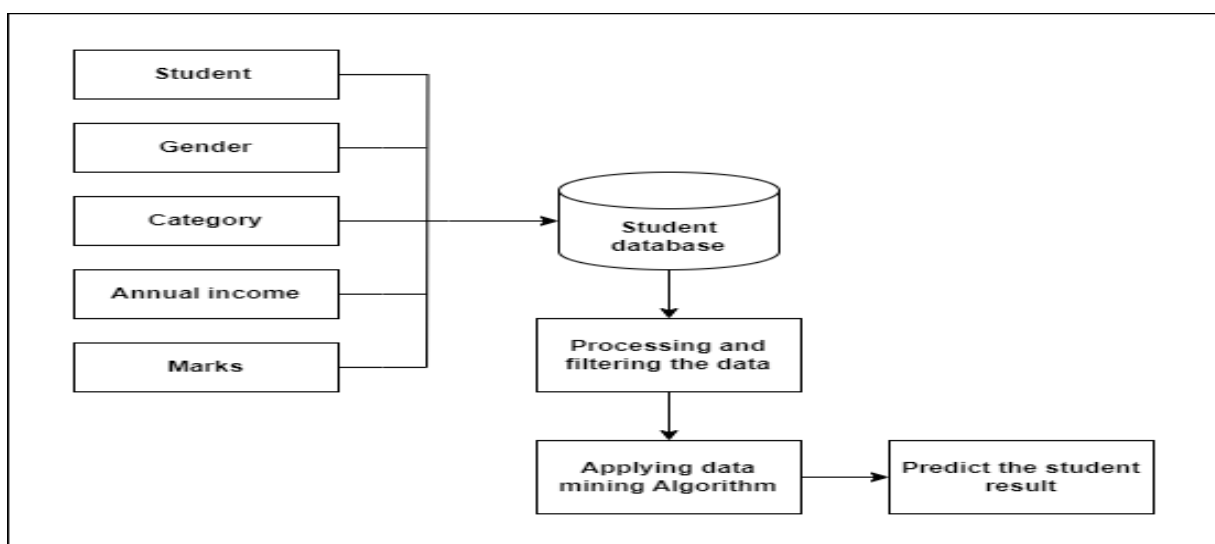 Student
Gender
Category
Annual income
Marks
Student
database
Processing and
filtering the data
Applying data
mining Algorithm
Predict the student
result